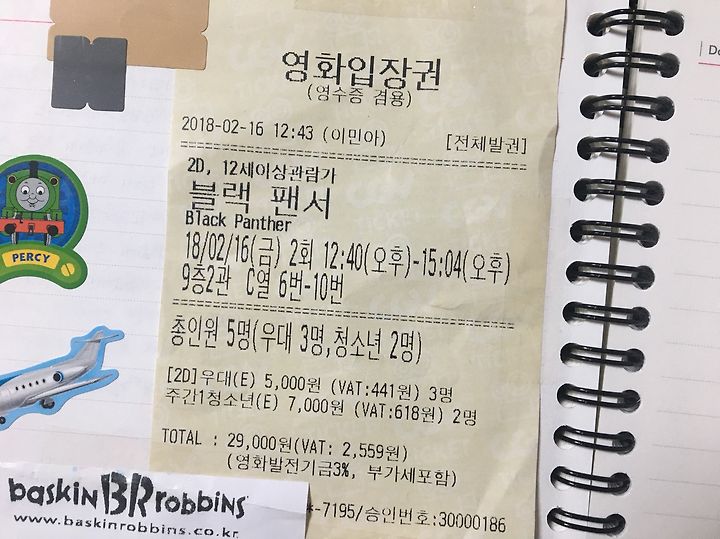 영화입장권
(영수증 겸용)
2018-02-16 12:43 (이민아) [전체발권]
2D, 12세이상관람가
블랙 팬서
Black Panther
18/02/16(금) 2회 12:40(오후)-15:04(오후)
9층2관 C열 6번-10번
총인원 5명(우대 3명,청소년 2명)
[2D]우대(E) 5,000원 (VAT:441원) 3명
주간1청소년(E) 7,000원 (VAT:618원) 2명
TOTAL : 29,000원(VAT: 2,559원)
(영화발전기금3%, 부가세포함)
*-7195/승인번호:30000186
PERCY
baskin BR robbins
www.baskinrobbins.co.kr